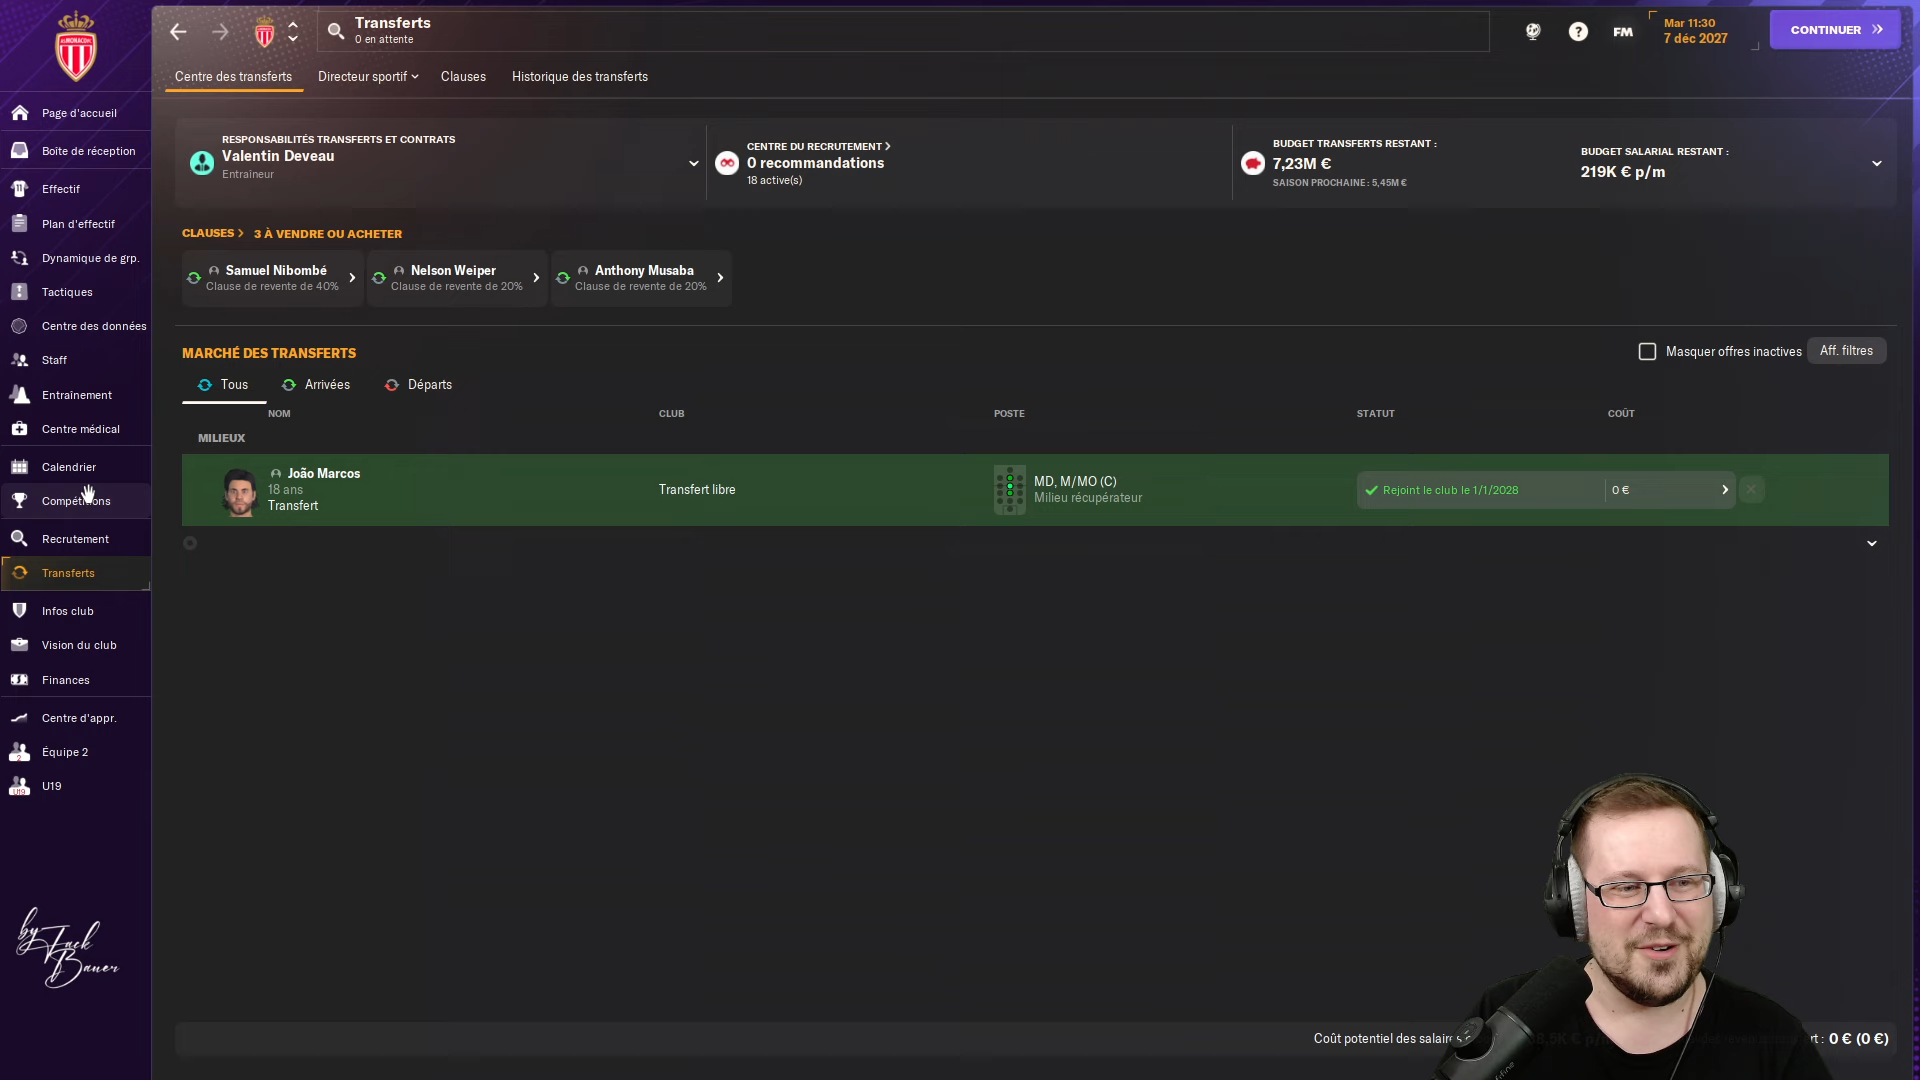 Transferts
0 en attente
Mar 11:30
7 déc 2027
FM
CONTINUER
Centre des transferts
Directeur sportif
Clauses
Historique des transferts
Page d'accueil
Boîte de réception
Effectif
Plan d'effectif
Dynamique de grp.
Tactiques
Centre des données
Staff
Entraînement
Centre médical
Calendrier
Compétitions
Recrutement
Transferts
Infos club
Vision du club
Finances
Centre d'appr.
Équipe 2
U19
by Jack
Bauer
RESPONSABILITÉS TRANSFERTS ET CONTRATS
Valentin Deveau
Entraîneur
CENTRE DU RECRUTEMENT
0 recommandations
18 active(s)
BUDGET TRANSFERTS RESTANT :
7,23M €
SAISON PROCHAINE : 5,45M €
BUDGET SALARIAL RESTANT :
219K € p/m
CLAUSES 3 À VENDRE OU ACHETER
Samuel Nibombé
Clause de revente de 40%
Nelson Weiper
Clause de revente de 20%
Anthony Musaba
Clause de revente de 20%
MARCHÉ DES TRANSFERTS
Masquer offres inactives
Aff. filtres
Tous
Arrivées
Départs
NOM CLUB POSTE STATUT COÛT
MILIEUX
João Marcos
18 ans
Transfert
Transfert libre
MD, M/MO (C)
Milieu récupérateur
Rejoint le club le 1/1/2028
0 €
Coût potentiel des salaires
0 € (0 €)